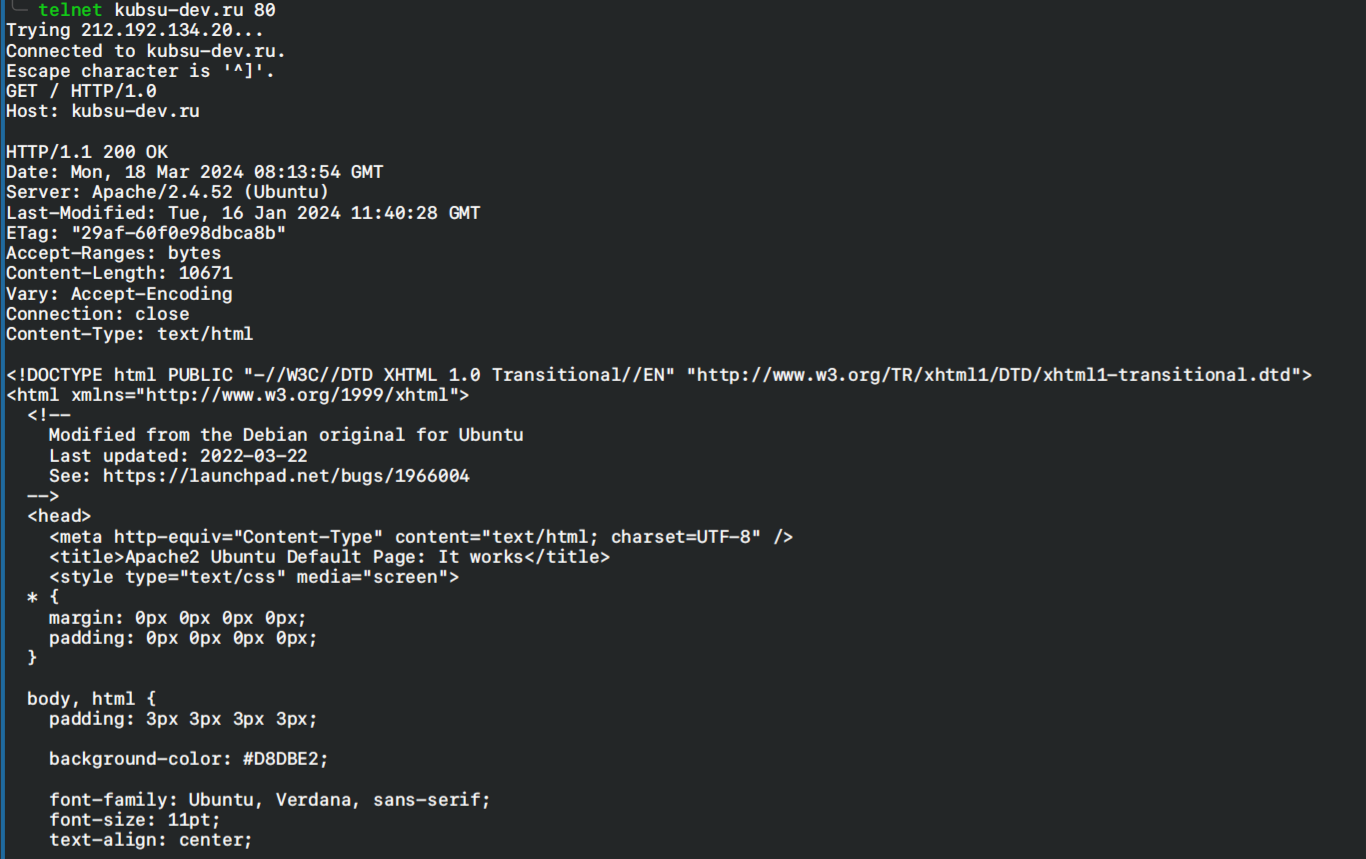 telnet kubsu-dev.ru 80
Trying 212.192.134.20...
Connected to kubsu-dev.ru.
Escape character is '^]'.
GET / HTTP/1.0
Host: kubsu-dev.ru

HTTP/1.1 200 OK
Date: Mon, 18 Mar 2024 08:13:54 GMT
Server: Apache/2.4.52 (Ubuntu)
Last-Modified: Tue, 16 Jan 2024 11:40:28 GMT
ETag: "29af-60f0e98dbca8b"
Accept-Ranges: bytes
Content-Length: 10671
Vary: Accept-Encoding
Connection: close
Content-Type: text/html

<!DOCTYPE html PUBLIC "-//W3C//DTD XHTML 1.0 Transitional//EN" "http://www.w3.org/TR/xhtml1/DTD/xhtml1-transitional.dtd">
<html xmlns="http://www.w3.org/1999/xhtml">
  <!--
    Modified from the Debian original for Ubuntu
    Last updated: 2022-03-22
    See: https://launchpad.net/bugs/1966004
  -->
  <head>
    <meta http-equiv="Content-Type" content="text/html; charset=UTF-8" />
    <title>Apache2 Ubuntu Default Page: It works</title>
    <style type="text/css" media="screen">
  * {
    margin: 0px 0px 0px 0px;
    padding: 0px 0px 0px 0px;
  }

  body, html {
    padding: 3px 3px 3px 3px;

    background-color: #D8DBE2;

    font-family: Ubuntu, Verdana, sans-serif;
    font-size: 11pt;
    text-align: center;